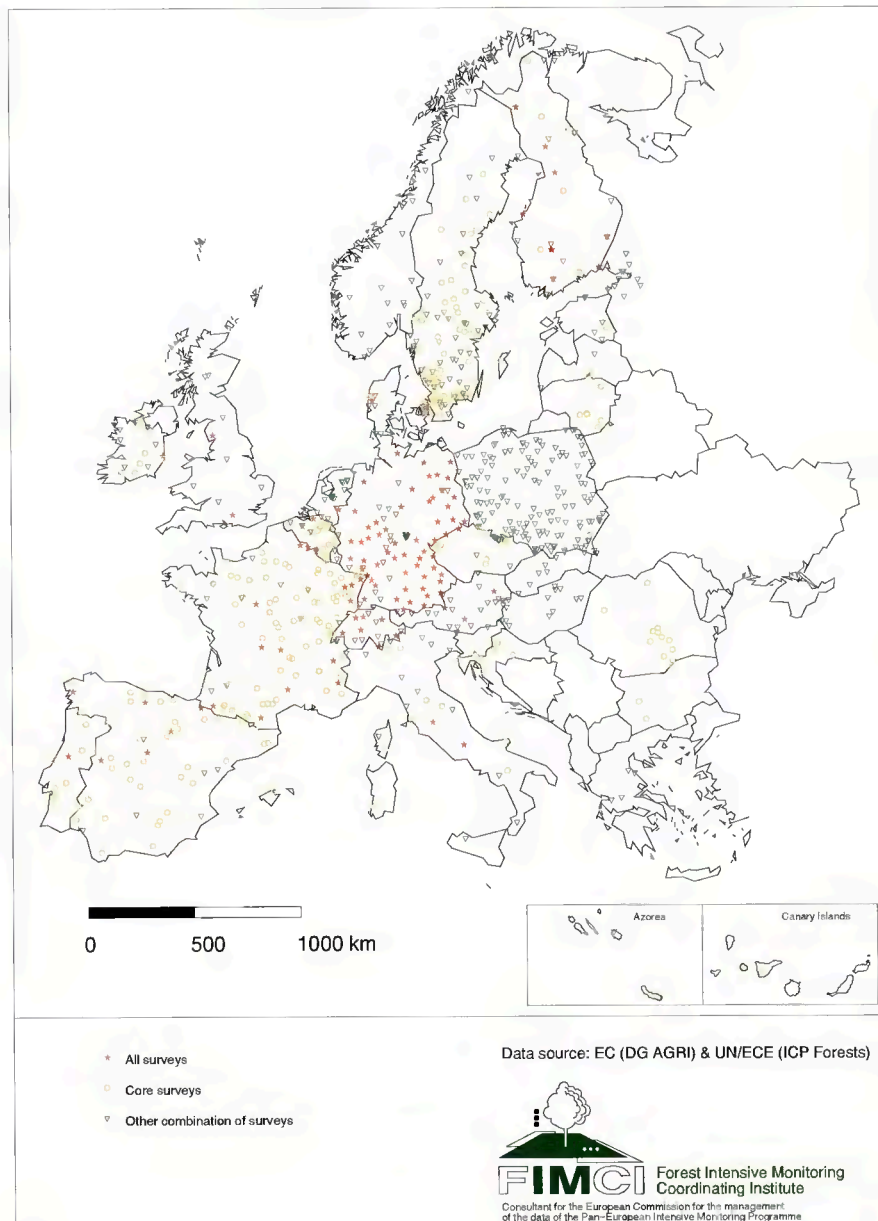 Azorea
Canary Islands
0
500
1000 km
All surveys
Core surveys
Other combination of surveys
Data source: EC (DG AGRI) & UN/ECE (ICP Forests)
FIMCI
Forest Intensive Monitoring
Coordinating Institute
Consultant for the European Commission for the management
of the data of the Pan-European Intensive Monitoring Programme